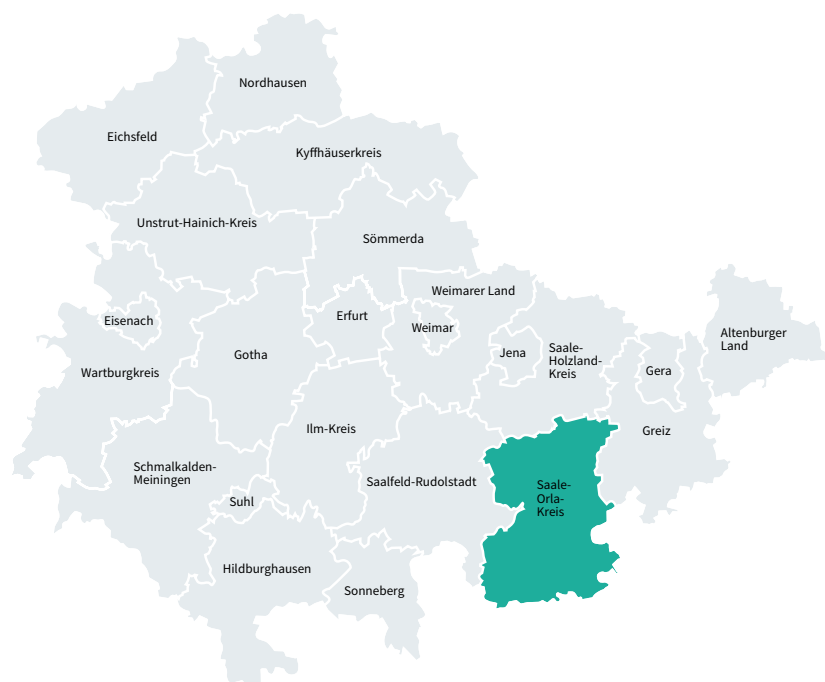 Nordhausen
Eichsfeld
Kyffhäuserkreis
Unstrut-Hainich-Kreis
Sömmerda
Weimarer Land
Eisenach
Erfurt
Weimar
Altenburger
Land
Gotha
Jena
Saale-
Holzland-
Kreis
Wartburgkreis
Gera
Ilm-Kreis
Greiz
Schmalkalden-
Meiningen
Saalfeld-Rudolstadt
Saale-
Orla-
Kreis
Suhl
Hildburghausen
Sonneberg